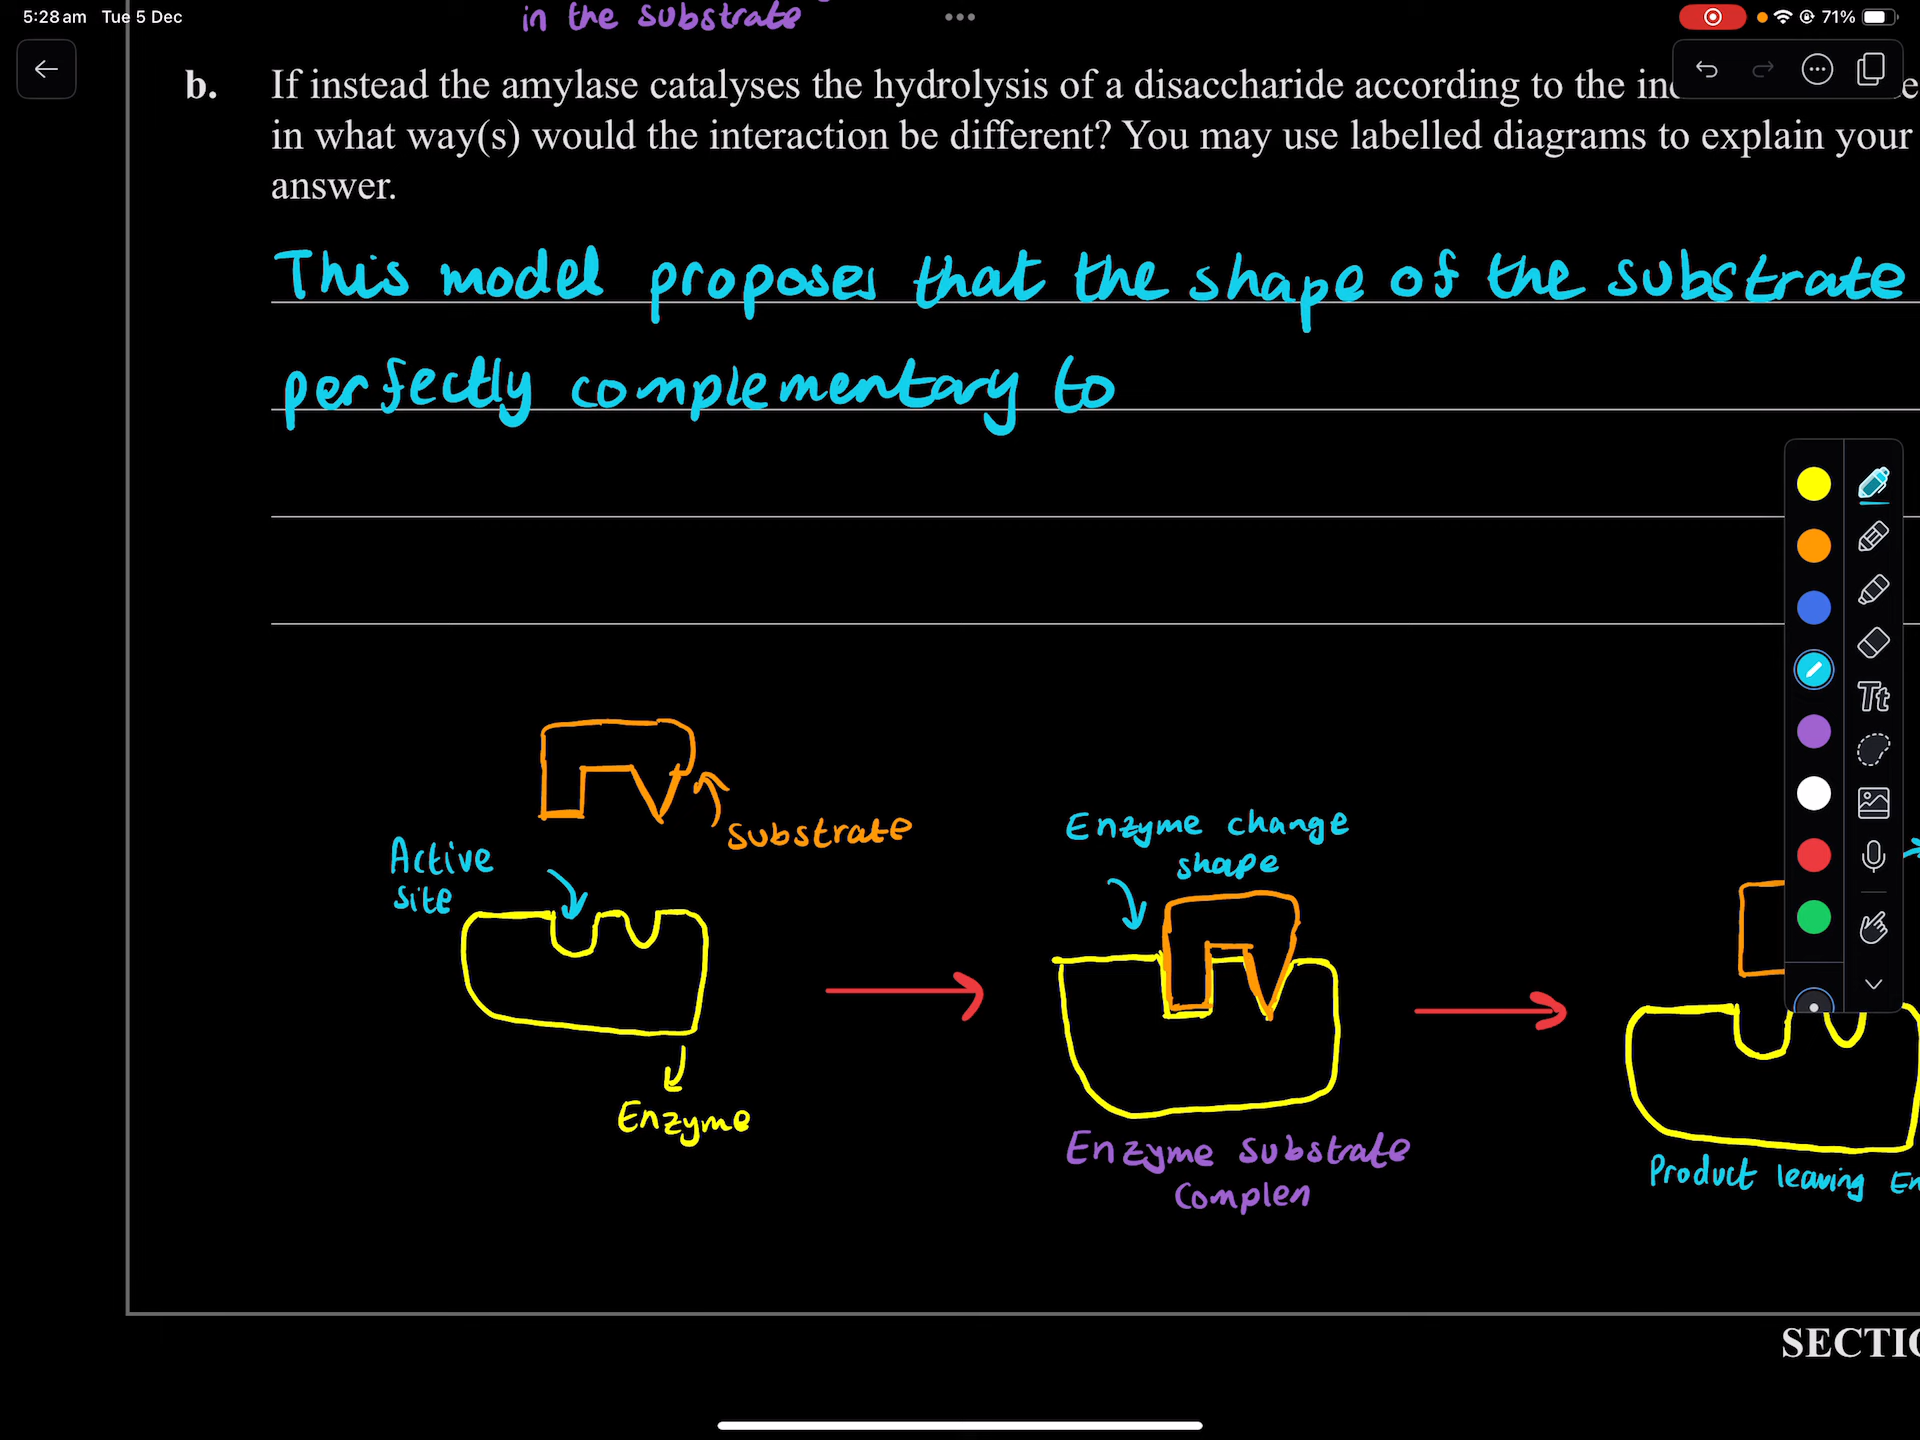 5:28 am Tue 5 Dec
71%
in the substrate
b. If instead the amylase catalyses the hydrolysis of a disaccharide according to the
in what way(s) would the interaction be different? You may use labelled diagrams to explain your
answer.
This model proposes that the shape of the substrate
perfectly complementary to
Tt
Substrate
Active
site
Enzyme change
shape
Enzyme
Enzyme Substrate
Complen
Product leaving